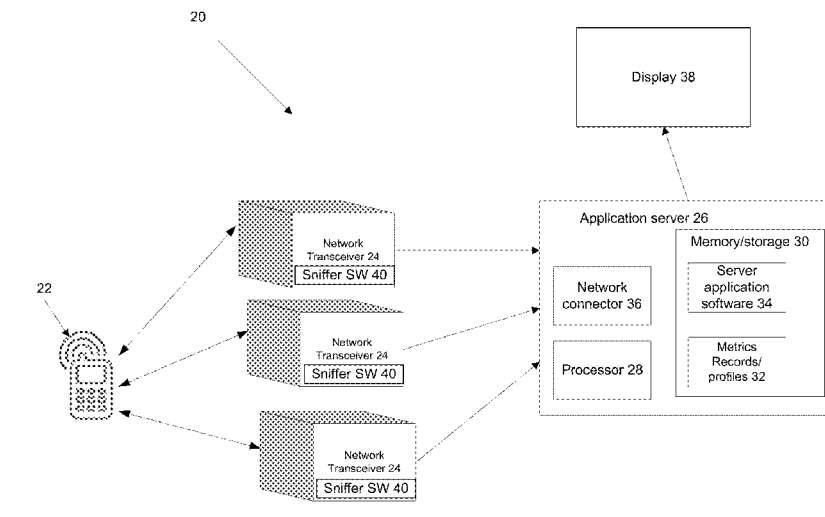 20
Display 38
Application server 26
Memory/storage 30
Network
Transceiver 24
Sniffer SW 40
Server
application
software 34
Network
connector 36
22
Network
Transceiver 24
Sniffer SW 40
Metrics
Records/
profiles 32
Processor 28
Network
Transceiver 24
Sniffer SW 40